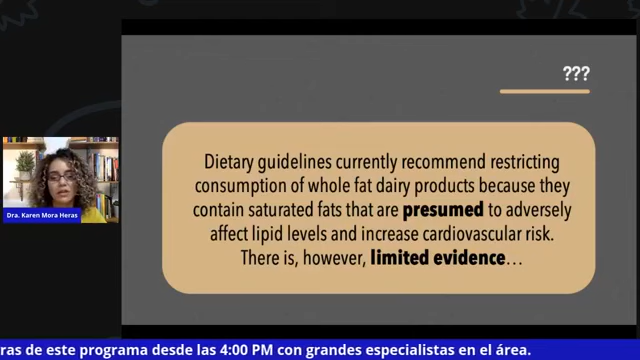 ???
Dietary guidelines currently recommend restricting
consumption of whole fat dairy products because they
contain saturated fats that are presumed to adversely
affect lipid levels and increase cardiovascular risk.
There is, however, limited evidence…
Dra. Karen Mora Heras
ras de este programa desde las 4:00 PM con grandes especialistas en el área.